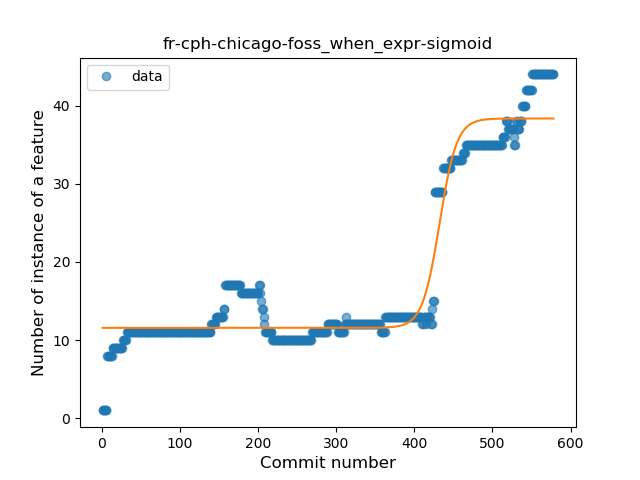 fr-cph-chicago-foss_when_expr-sigmoid
data
Number of instance of a feature
40
30
20
10
0
0 100 200 300 400 500 600
Commit number